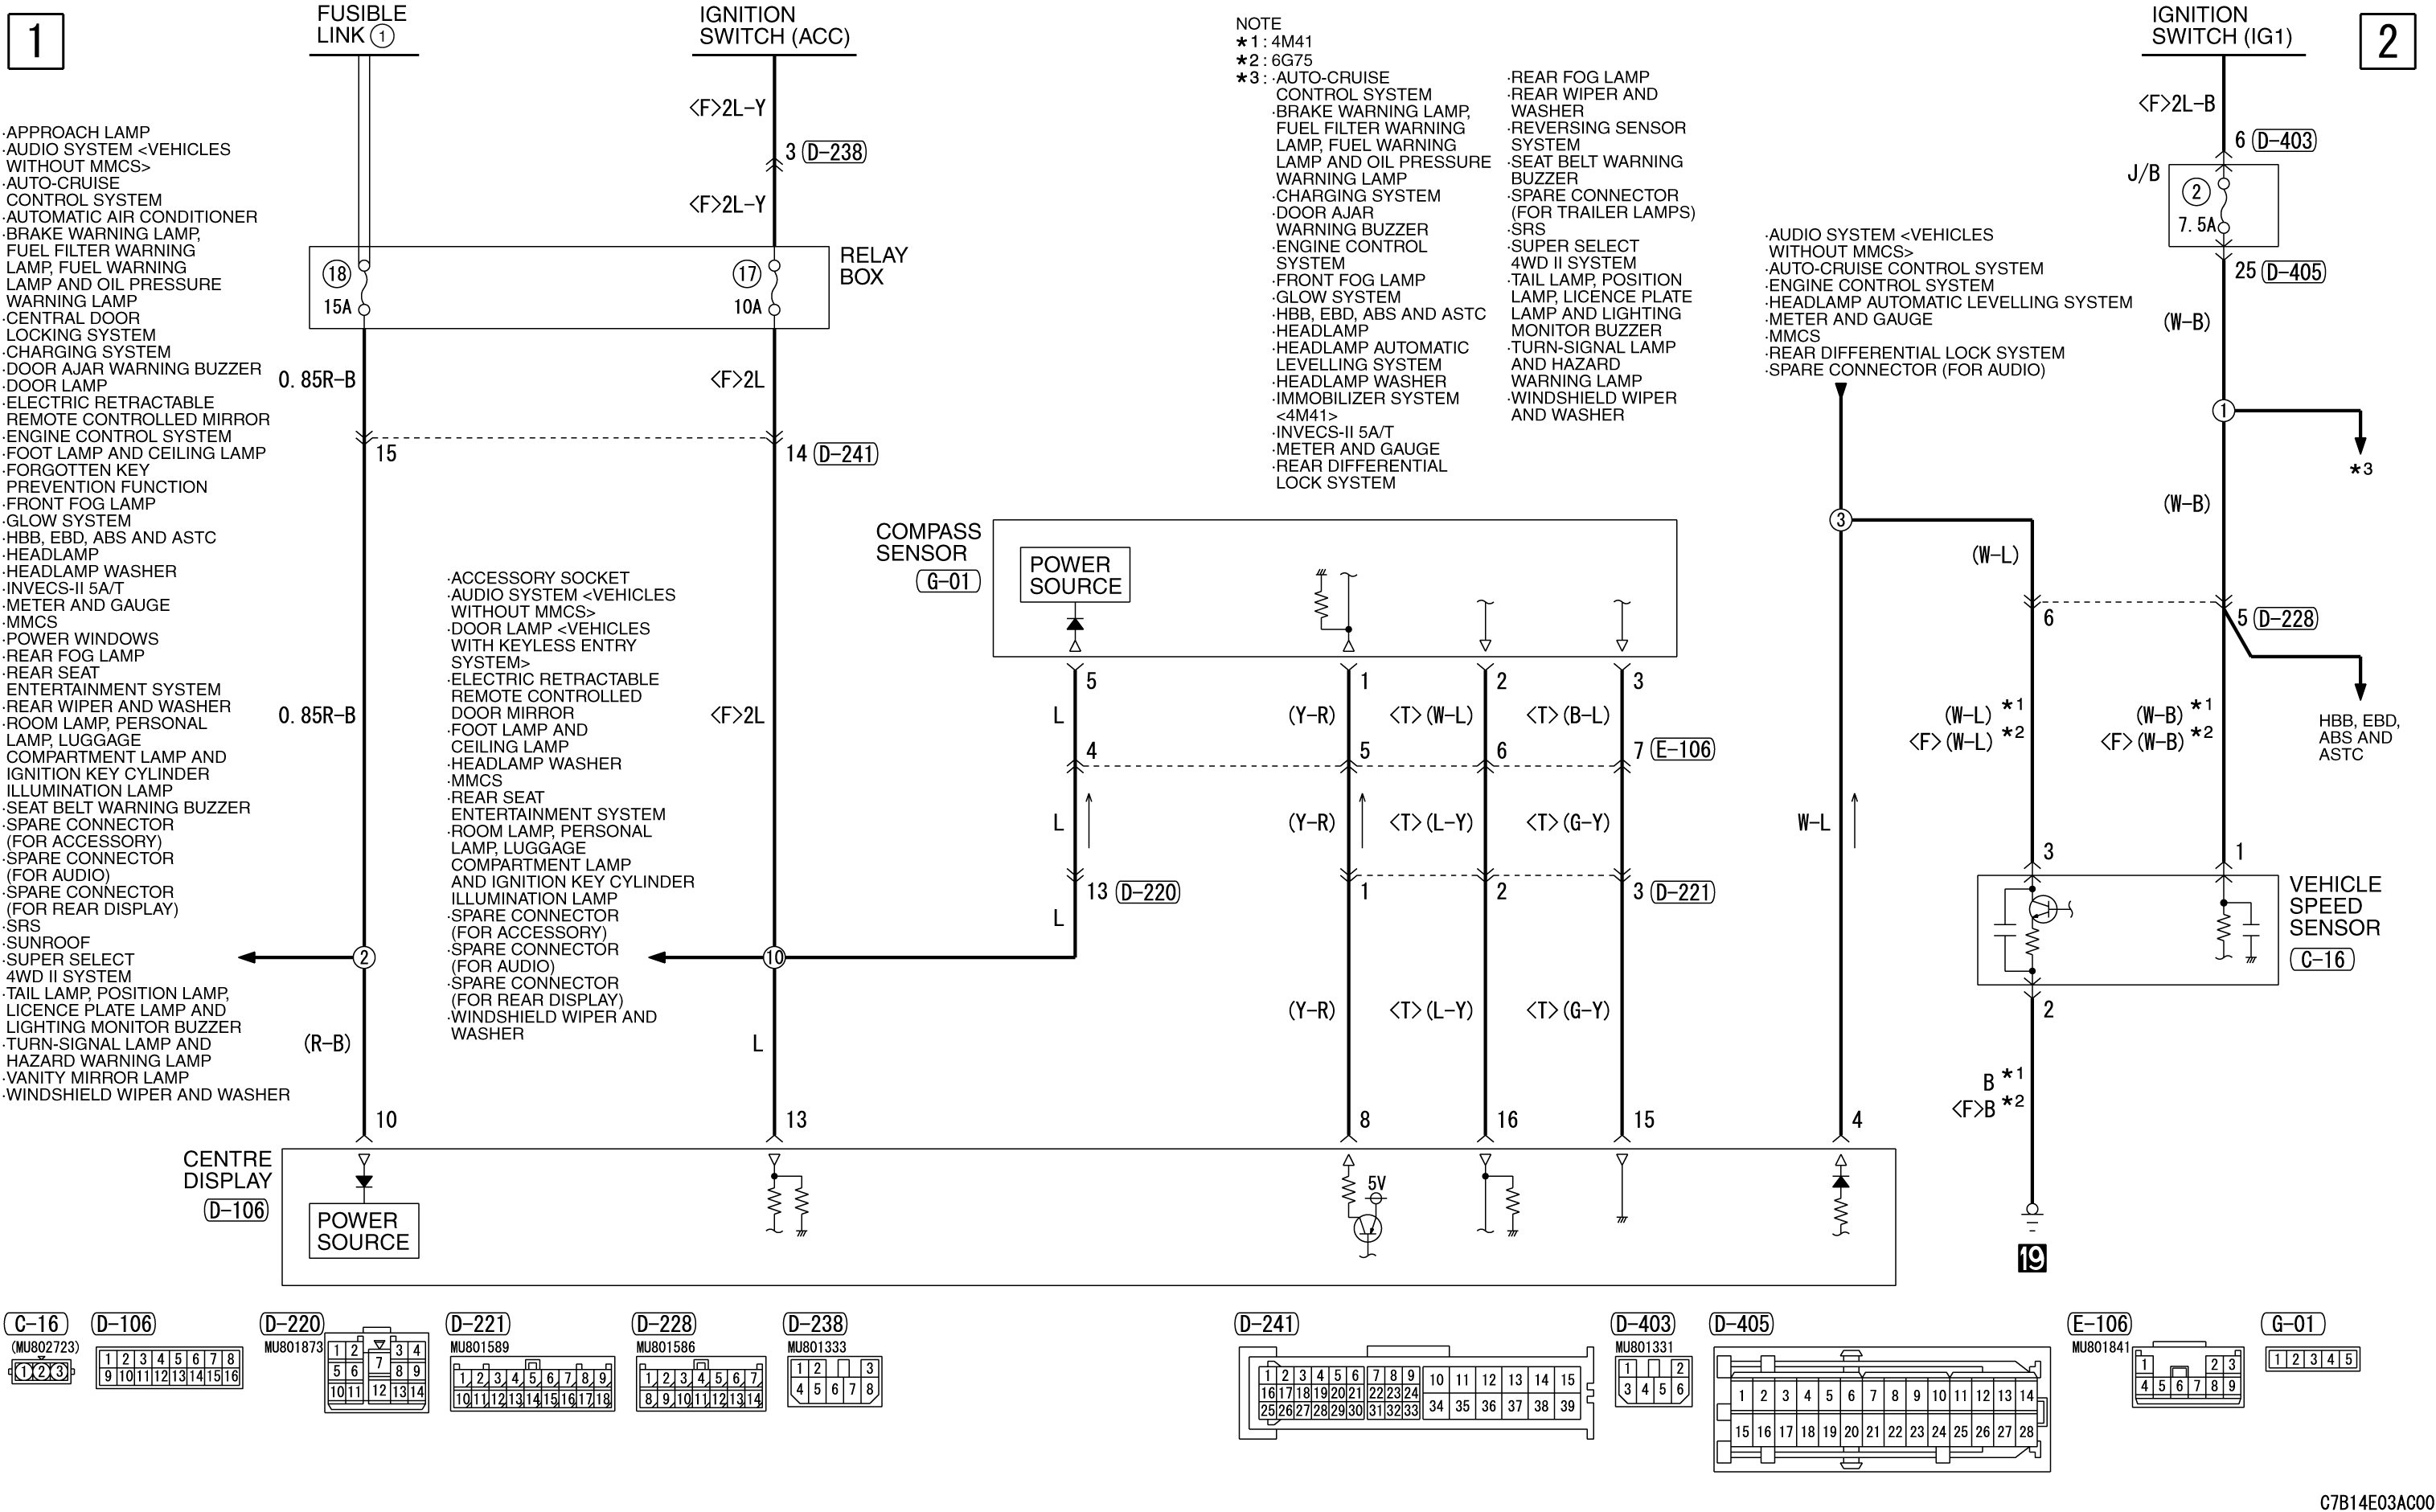 1
FUSIBLE
LINK 1
IGNITION
SWITCH (ACC)
<F>2L-Y
3 D-238
<F>2L-Y
RELAY
BOX
18
15A
17
10A
0.85R-B
<F>2L
15
14 D-241
0.85R-B
<F>2L
·APPROACH LAMP
·AUDIO SYSTEM <VEHICLES
WITHOUT MMCS>
·AUTO-CRUISE
CONTROL SYSTEM
·AUTOMATIC AIR CONDITIONER
·BRAKE WARNING LAMP,
FUEL FILTER WARNING
LAMP, FUEL WARNING
LAMP AND OIL PRESSURE
WARNING LAMP
·CENTRAL DOOR
LOCKING SYSTEM
·CHARGING SYSTEM
·DOOR AJAR WARNING BUZZER
·DOOR LAMP
·ELECTRIC RETRACTABLE
REMOTE CONTROLLED MIRROR
·ENGINE CONTROL SYSTEM
·FOOT LAMP AND CEILING LAMP
·FORGOTTEN KEY
PREVENTION FUNCTION
·FRONT FOG LAMP
·GLOW SYSTEM
·HBB, EBD, ABS AND ASTC
·HEADLAMP
·HEADLAMP WASHER
·INVECS-II 5A/T
·METER AND GAUGE
·MMCS
·POWER WINDOWS
·REAR FOG LAMP
·REAR SEAT
ENTERTAINMENT SYSTEM
·REAR WIPER AND WASHER
·ROOM LAMP, PERSONAL
LAMP, LUGGAGE
COMPARTMENT LAMP AND
IGNITION KEY CYLINDER
ILLUMINATION LAMP
·SEAT BELT WARNING BUZZER
·SPARE CONNECTOR
(FOR ACCESSORY)
·SPARE CONNECTOR
(FOR AUDIO)
·SPARE CONNECTOR
(FOR REAR DISPLAY)
·SRS
·SUNROOF
·SUPER SELECT
4WD II SYSTEM
·TAIL LAMP, POSITION LAMP,
LICENCE PLATE LAMP AND
LIGHTING MONITOR BUZZER
·TURN-SIGNAL LAMP AND
HAZARD WARNING LAMP
·VANITY MIRROR LAMP
·WINDSHIELD WIPER AND WASHER
2
(R-B)
10
·ACCESSORY SOCKET
·AUDIO SYSTEM <VEHICLES
WITHOUT MMCS>
·DOOR LAMP <VEHICLES
WITH KEYLESS ENTRY
SYSTEM>
·ELECTRIC RETRACTABLE
REMOTE CONTROLLED
DOOR MIRROR
·FOOT LAMP AND
CEILING LAMP
·HEADLAMP WASHER
·MMCS
·REAR SEAT
ENTERTAINMENT SYSTEM
·ROOM LAMP, PERSONAL
LAMP, LUGGAGE
COMPARTMENT LAMP
AND IGNITION KEY CYLINDER
ILLUMINATION LAMP
·SPARE CONNECTOR
(FOR ACCESSORY)
·SPARE CONNECTOR
(FOR AUDIO)
·SPARE CONNECTOR
(FOR REAR DISPLAY)
·WINDSHIELD WIPER AND
WASHER
10
L
13
NOTE
*1 : 4M41
*2 : 6G75
*3 : ·AUTO-CRUISE
CONTROL SYSTEM
·BRAKE WARNING LAMP,
FUEL FILTER WARNING
LAMP, FUEL WARNING
LAMP AND OIL PRESSURE
WARNING LAMP
·CHARGING SYSTEM
·DOOR AJAR
WARNING BUZZER
·ENGINE CONTROL
SYSTEM
·FRONT FOG LAMP
·GLOW SYSTEM
·HBB, EBD, ABS AND ASTC
·HEADLAMP
·HEADLAMP AUTOMATIC
LEVELLING SYSTEM
·HEADLAMP WASHER
·IMMOBILIZER SYSTEM
<4M41>
·INVECS-II 5A/T
·METER AND GAUGE
·REAR DIFFERENTIAL
LOCK SYSTEM
·REAR FOG LAMP
·REAR WIPER AND
WASHER
·REVERSING SENSOR
SYSTEM
·SEAT BELT WARNING
BUZZER
·SPARE CONNECTOR
(FOR TRAILER LAMPS)
·SRS
·SUPER SELECT
4WD II SYSTEM
·TAIL LAMP, POSITION
LAMP, LICENCE PLATE
LAMP AND LIGHTING
MONITOR BUZZER
·TURN-SIGNAL LAMP
AND HAZARD
WARNING LAMP
·WINDSHIELD WIPER
AND WASHER
COMPASS
SENSOR
G-01
POWER
SOURCE
5 1 2 3
L (Y-R) <T>(W-L) <T>(B-L)
4 5 6 7 E-106
L (Y-R) <T>(L-Y) <T>(G-Y)
13 D-220 1 2 3 D-221
L
(Y-R) <T>(L-Y) <T>(G-Y)
8 16 15
2
IGNITION
SWITCH (IG1)
<F>2L-B
6 D-403
J/B
2
7.5A
25 D-405
(W-B)
1
*3
(W-B)
·AUDIO SYSTEM <VEHICLES
WITHOUT MMCS>
·AUTO-CRUISE CONTROL SYSTEM
·ENGINE CONTROL SYSTEM
·HEADLAMP AUTOMATIC LEVELLING SYSTEM
·METER AND GAUGE
·MMCS
·REAR DIFFERENTIAL LOCK SYSTEM
·SPARE CONNECTOR (FOR AUDIO)
3
(W-L)
6
5 D-228
(W-L) *1
<F>(W-L) *2
(W-B) *1
<F>(W-B) *2
HBB, EBD,
ABS AND
ASTC
W-L
3 1
VEHICLE
SPEED
SENSOR
C-16
2
B *1
<F>B *2
4
19
CENTRE
DISPLAY
D-106
POWER
SOURCE
5V
C-16
(MU802723)
1 2 3
D-106
1 2 3 4 5 6 7 8
9 10 11 12 13 14 15 16
D-220
MU801873
1 2 3 4
7
5 6 8 9
10 11 12 13 14
D-221
MU801589
1 2 3 4 5 6 7 8 9
10 11 12 13 14 15 16 17 18
D-228
MU801586
1 2 3 4 5 6 7
8 9 10 11 12 13 14
D-238
MU801333
1 2 3
4 5 6 7 8
D-241
1 2 3 4 5 6 7 8 9 10 11 12 13 14 15
16 17 18 19 20 21 22 23 24
25 26 27 28 29 30 31 32 33 34 35 36 37 38 39
D-403
MU801331
1 2
3 4 5 6
D-405
1 2 3 4 5 6 7 8 9 10 11 12 13 14
15 16 17 18 19 20 21 22 23 24 25 26 27 28
E-106
MU801841
1 2 3
4 5 6 7 8 9
G-01
1 2 3 4 5
C7B14E03AC00